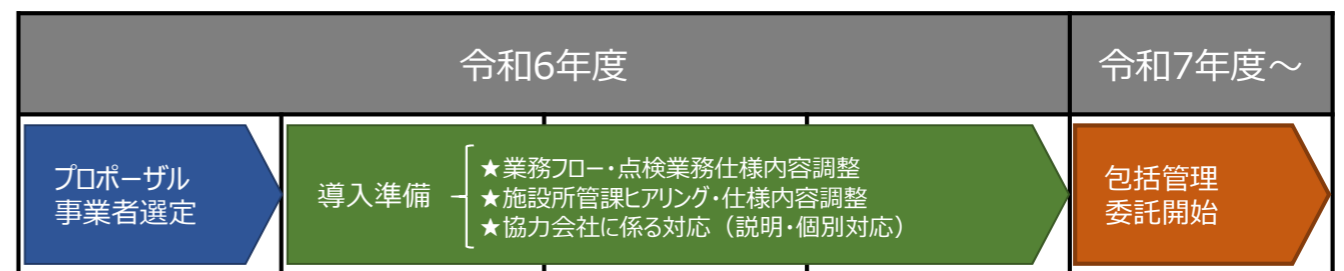 令和6年度
令和7年度～
プロポーザル
事業者選定
導入準備
★業務フロー・点検業務仕様内容調整
★施設所管課ヒアリング・仕様内容調整
★協力会社に係る対応（説明・個別対応）
包括管理
委託開始